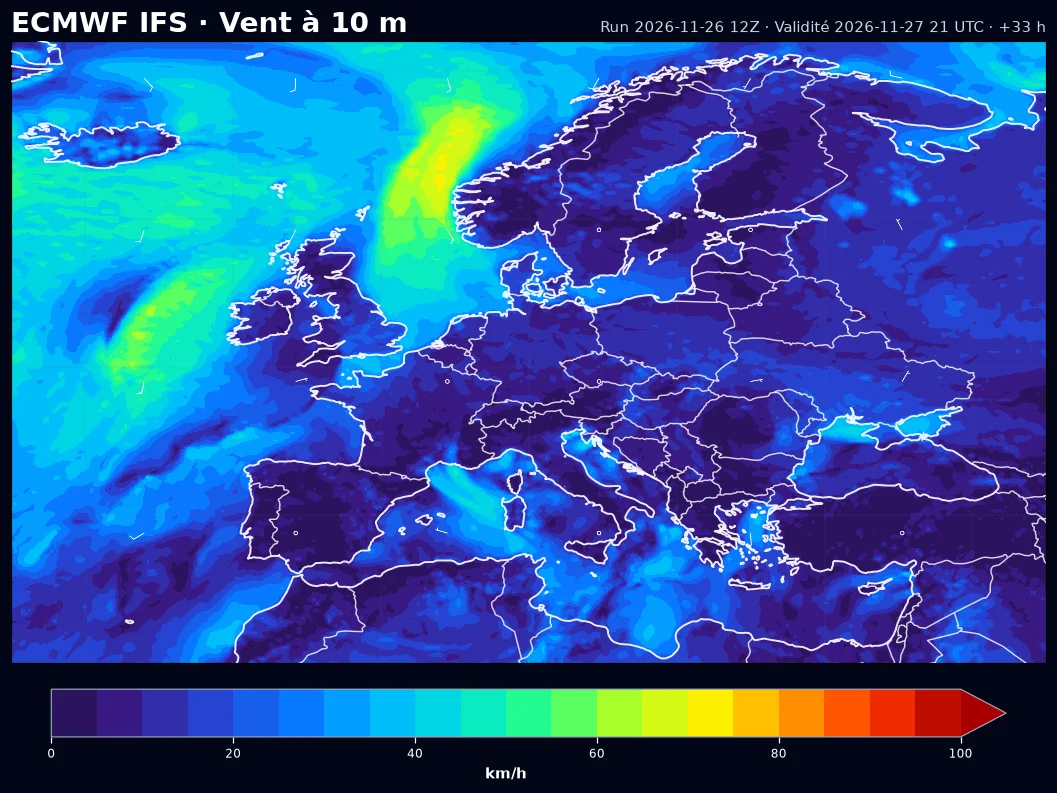 ECMWF IFS · Vent à 10 m
Run 2026-11-26 12Z · Validité 2026-11-27 21 UTC · +33 h
0 20 40 60 80 100
km/h